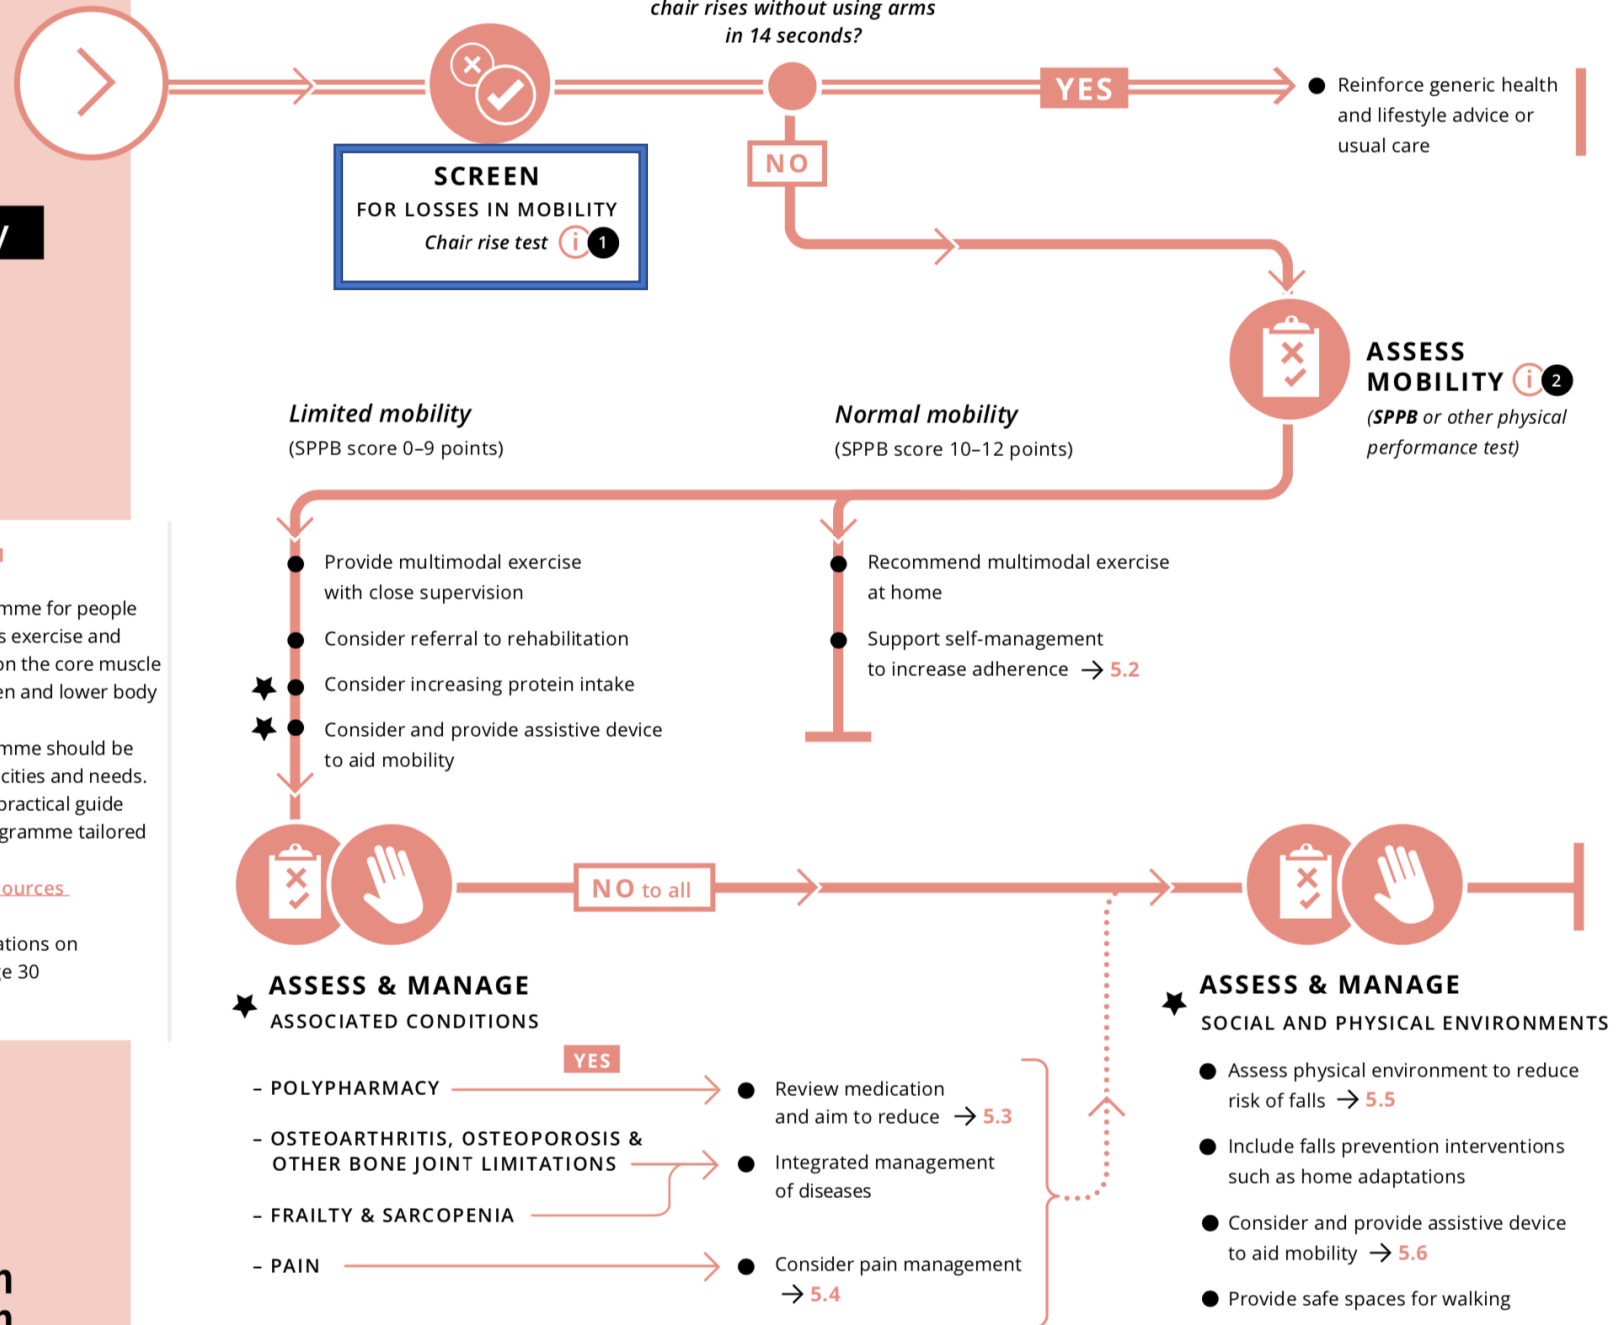 chair rises without using arms
in 14 seconds?
YES
Reinforce generic health
and lifestyle advice or
usual care
NO
SCREEN
FOR LOSSES IN MOBILITY
Chair rise test i 1
ASSESS
MOBILITY i 2
(SPPB or other physical
performance test)
Limited mobility
(SPPB score 0–9 points)
Normal mobility
(SPPB score 10–12 points)
Provide multimodal exercise
with close supervision
Consider referral to rehabilitation
Consider increasing protein intake
Consider and provide assistive device
to aid mobility
Recommend multimodal exercise
at home
Support self-management
to increase adherence → 5.2
mme for people
s exercise and
on the core muscle
en and lower body
mme should be
cities and needs.
practical guide
gramme tailored
ources
ations on
ge 30
NO to all
ASSESS & MANAGE
ASSOCIATED CONDITIONS
YES
– POLYPHARMACY
– OSTEOARTHRITIS, OSTEOPOROSIS &
OTHER BONE JOINT LIMITATIONS
– FRAILTY & SARCOPENIA
– PAIN
Review medication
and aim to reduce → 5.3
Integrated management
of diseases
Consider pain management
→ 5.4
ASSESS & MANAGE
SOCIAL AND PHYSICAL ENVIRONMENTS
Assess physical environment to reduce
risk of falls → 5.5
Include falls prevention interventions
such as home adaptations
Consider and provide assistive device
to aid mobility → 5.6
Provide safe spaces for walking